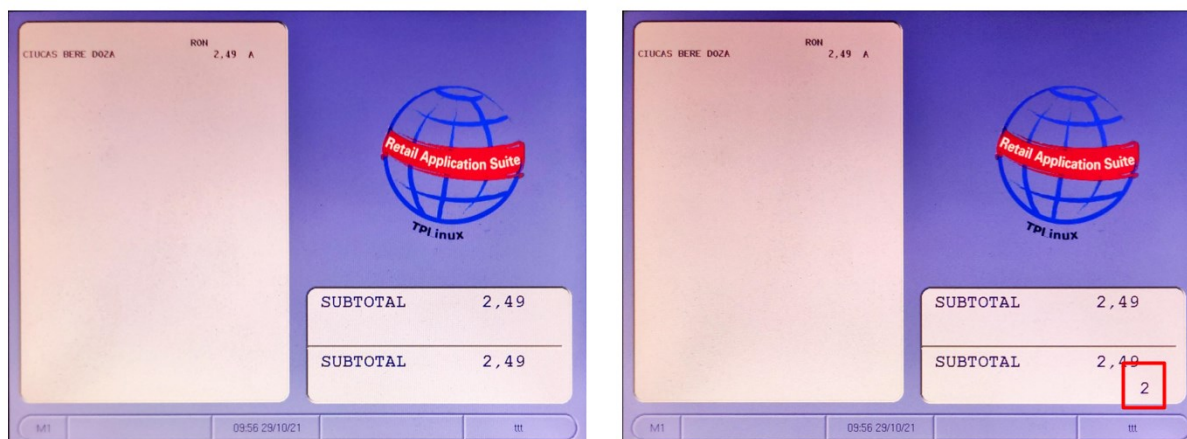 RON
CIUCAS BERE DOZA 2,49 A
Retail Application Suite
TPLinux
SUBTOTAL 2,49
SUBTOTAL 2,49
M1 09:56 29/10/21 ttt
RON
CIUCAS BERE DOZA 2,49 A
Retail Application Suite
TPLinux
SUBTOTAL 2,49
SUBTOTAL 2,49
2
M1 09:56 29/10/21 ttt